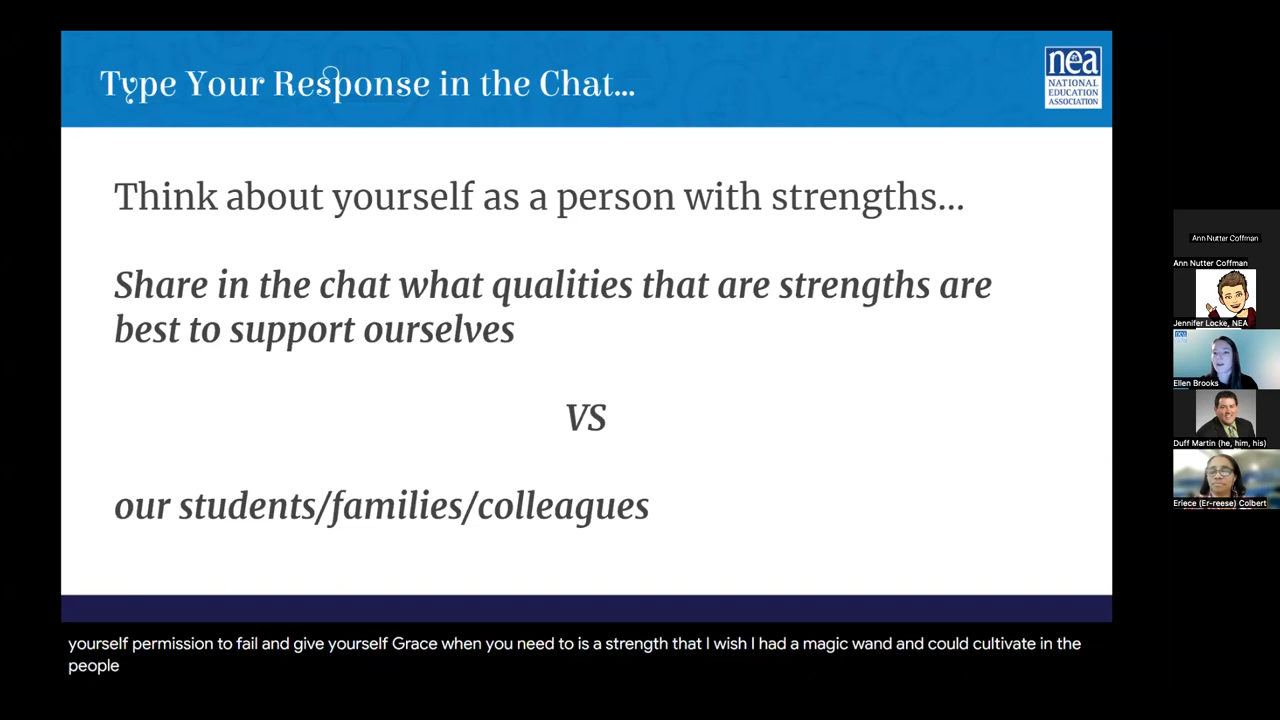 Type Your Response in the Chat...
nea
NATIONAL
EDUCATION
ASSOCIATION
Think about yourself as a person with strengths...
Share in the chat what qualities that are strengths are
best to support ourselves
VS
our students/families/colleagues
Ann Nutter Coffman
Ann Nutter Coffman
Jennifer Locke, NEA
nea
Ellen Brooks
Duff Martin (he, him, his)
Eriece (Er-reese) Colbert
yourself permission to fail and give yourself Grace when you need to is a strength that I wish I had a magic wand and could cultivate in the
people